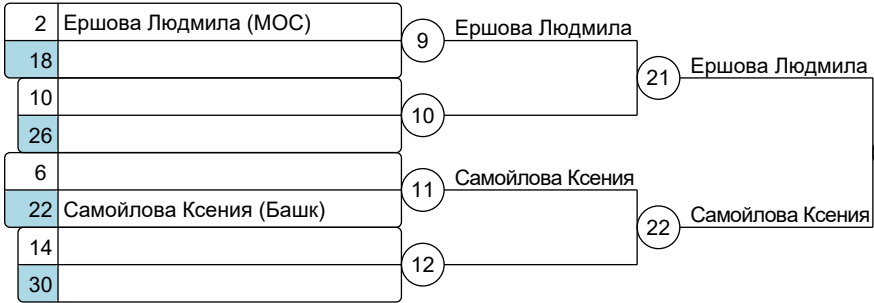 2 Ершова Людмила (МОС)
18
9 Ершова Людмила
10
26
10
21 Ершова Людмила
6
22 Самойлова Ксения (Башк)
11 Самойлова Ксения
14
30
12
22 Самойлова Ксения